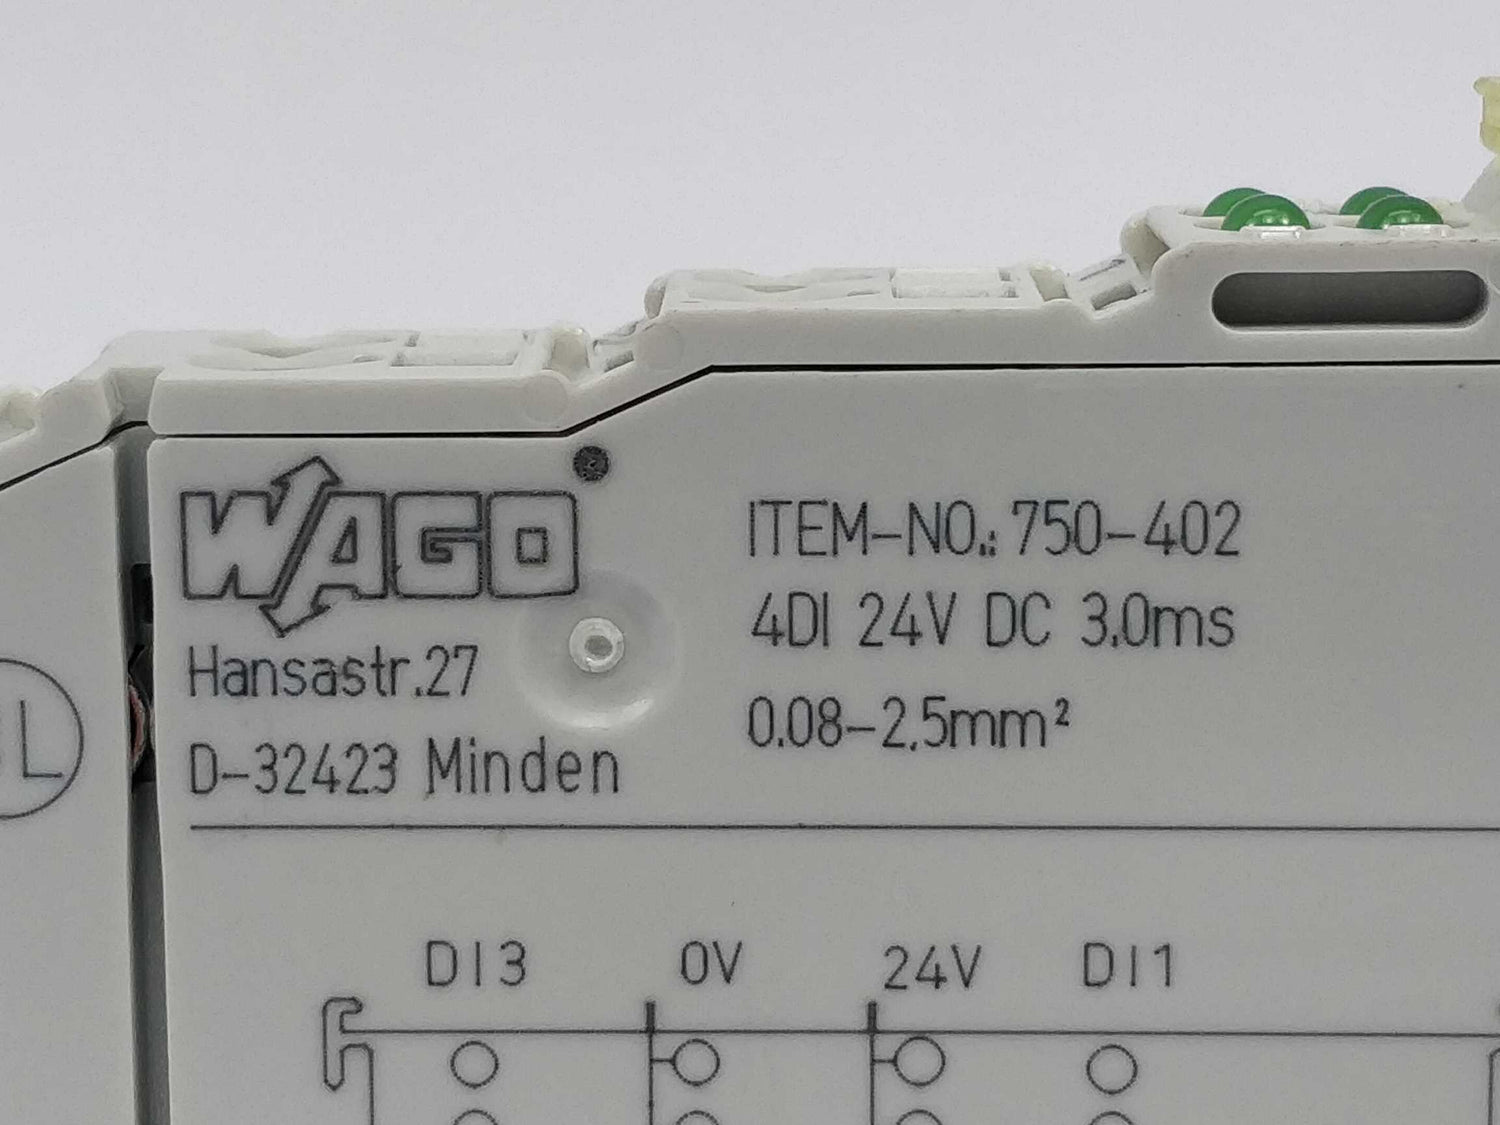 WAGO
Hansastr.27
D-32423 Minden
ITEM-NO.: 750-402
4DI 24V DC 3.0ms
0.08-2.5mm²
DI3 0V 24V DI1